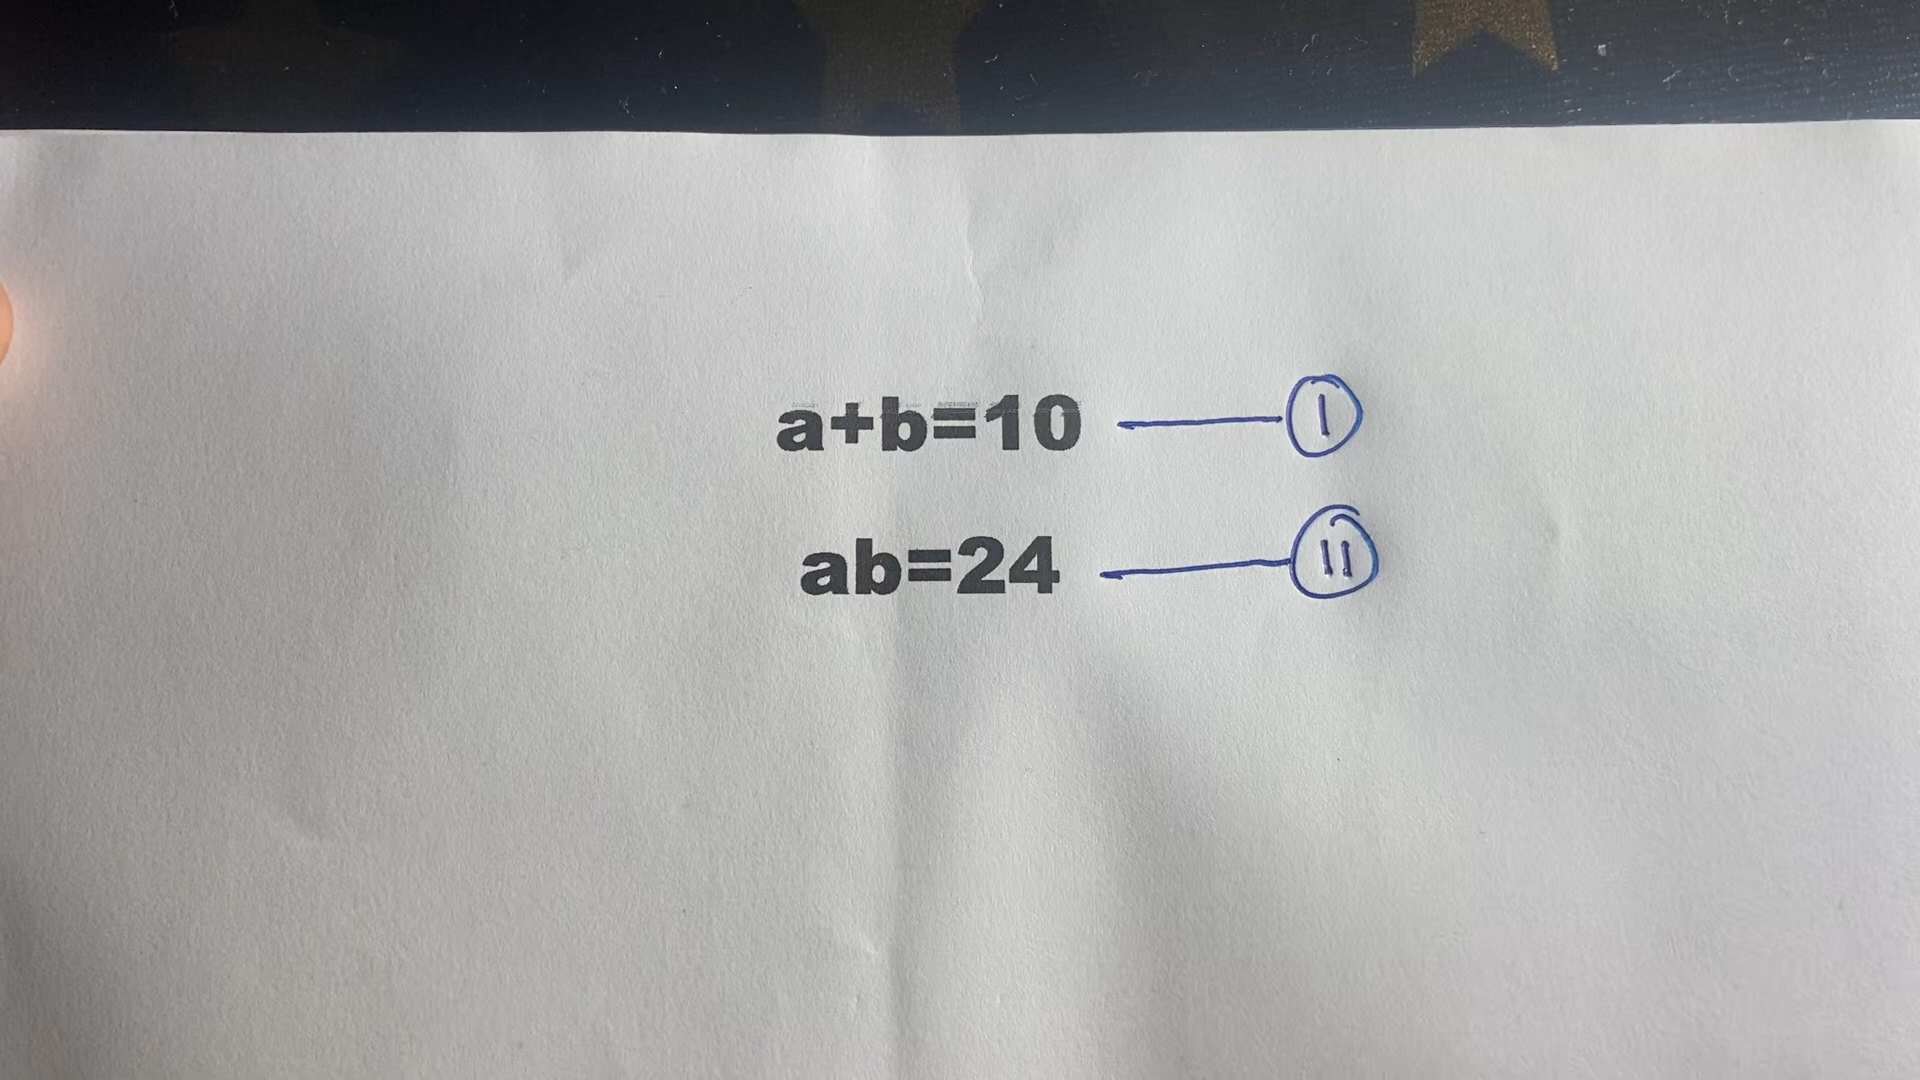 a+b=10 — I
ab=24 — II